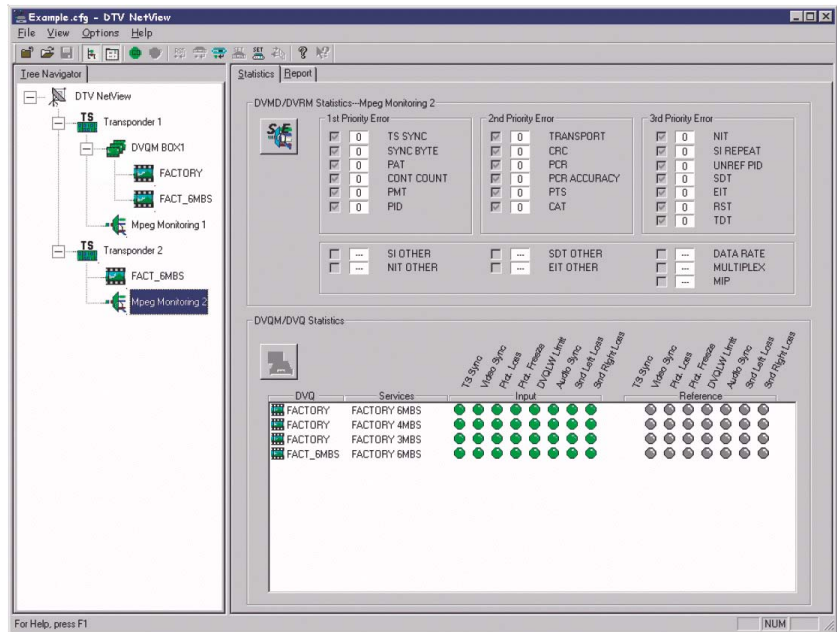 Example.cfg - DTV NetView
File View Options Help
SET
Tree Navigator
DTV NetView
TS
Transponder 1
DVQM BOX1
FACTORY
FACT_6MBS
Mpeg Monitoring 1
TS
Transponder 2
FACT_6MBS
Mpeg Monitoring 2
Statistics Report
DVMD/DVRM Statistics---Mpeg Monitoring 2
1st Priority Error 2nd Priority Error 3rd Priority Error
0 TS SYNC 0 TRANSPORT 0 NIT
0 SYNC BYTE 0 CRC 0 SI REPEAT
0 PAT 0 PCR 0 UNREF PID
0 CONT COUNT 0 PCR ACCURACY 0 SDT
0 PMT 0 PTS 0 EIT
0 PID 0 CAT 0 RST
0 TDT
--- SI OTHER --- SDT OTHER --- DATA RATE
--- NIT OTHER --- EIT OTHER --- MULTIPLEX
--- MIP
DVQM/DVQ Statistics
TS Sync Video Sync Pict. Loss Pict. Freeze DVQLW Limit Audio Sync Snd Left Loss Snd Right Loss TS Sync Video Sync Pict. Loss Pict. Freeze DVQLW Limit Audio Sync Snd Left Loss Snd Right Loss
DVQ Services Input Reference
FACTORY FACTORY 6MBS
FACTORY FACTORY 4MBS
FACTORY FACTORY 3MBS
FACT_6MBS FACTORY 6MBS
For Help, press F1 NUM